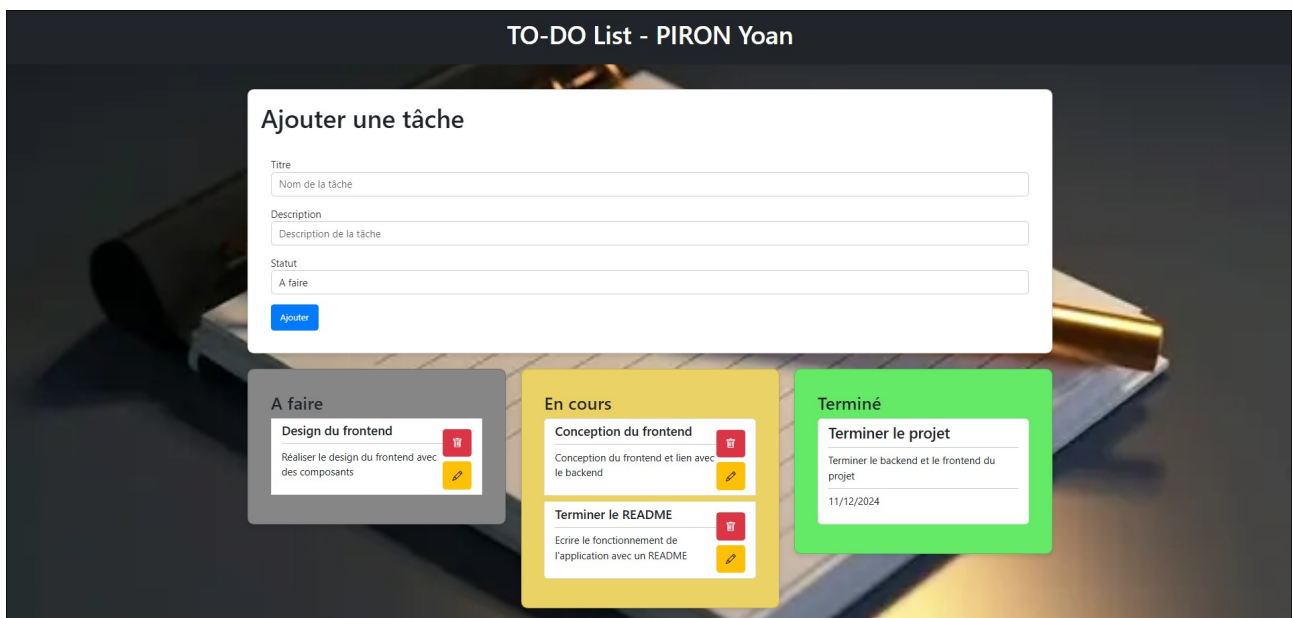 TO-DO List - PIRON Yoan
Ajouter une tâche
Titre
Nom de la tâche
Description
Description de la tâche
Statut
A faire
Ajouter
A faire
Design du frontend
Réaliser le design du frontend avec
des composants
En cours
Conception du frontend
Conception du frontend et lien avec
le backend
Terminer le README
Ecrire le fonctionnement de
l'application avec un README
Terminé
Terminer le projet
Terminer le backend et le frontend du
projet
11/12/2024